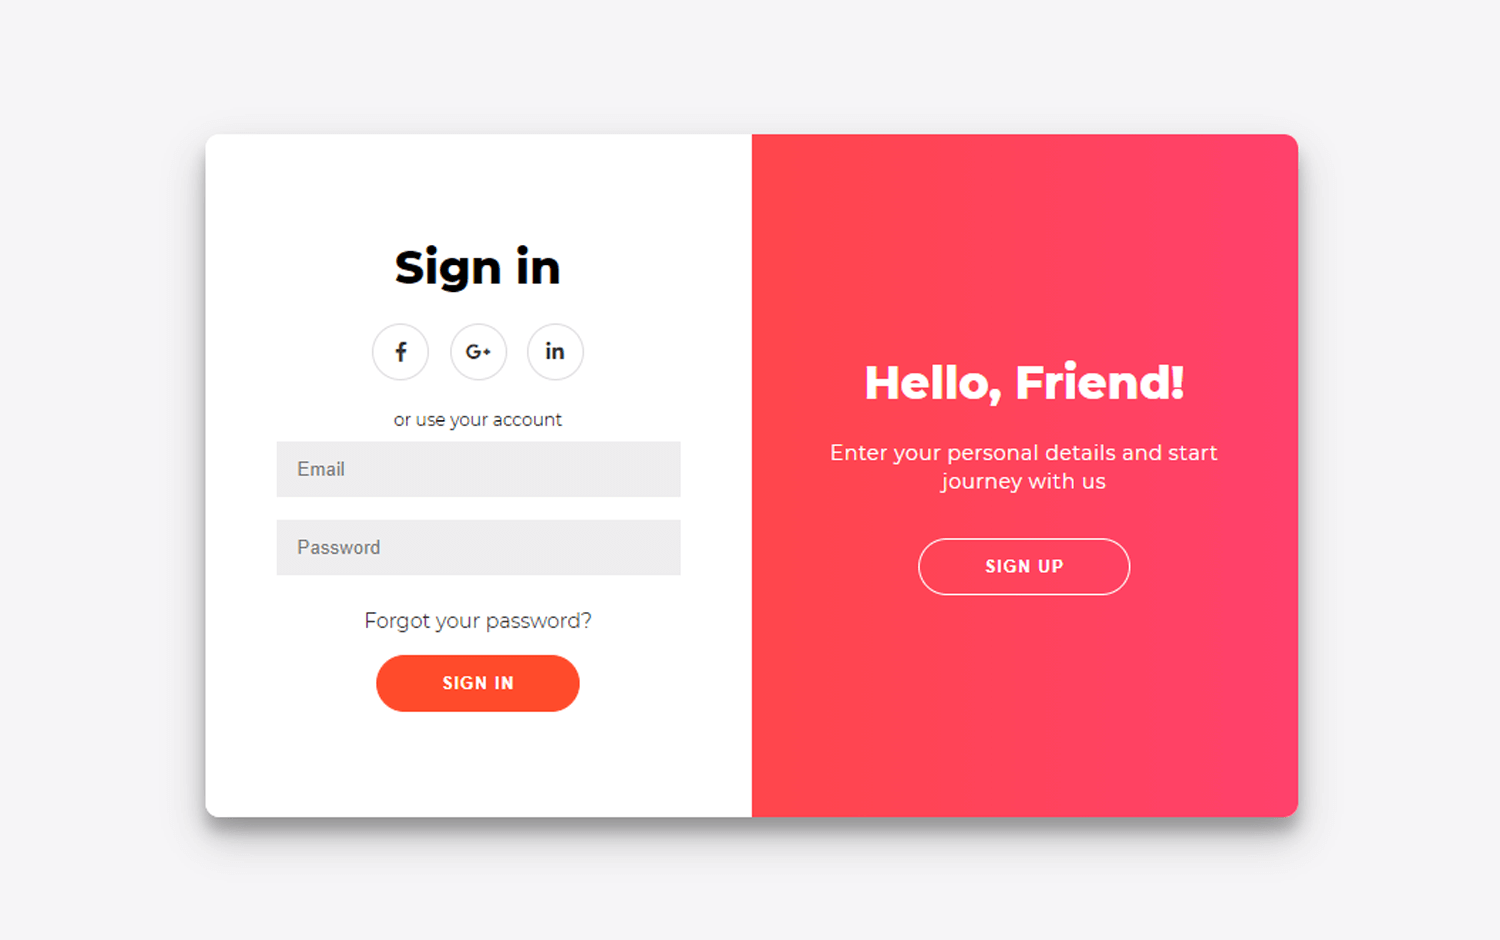 Sign in
f
G+
in
or use your account
Email
Password
Forgot your password?
SIGN IN
Hello, Friend!
Enter your personal details and start
journey with us
SIGN UP